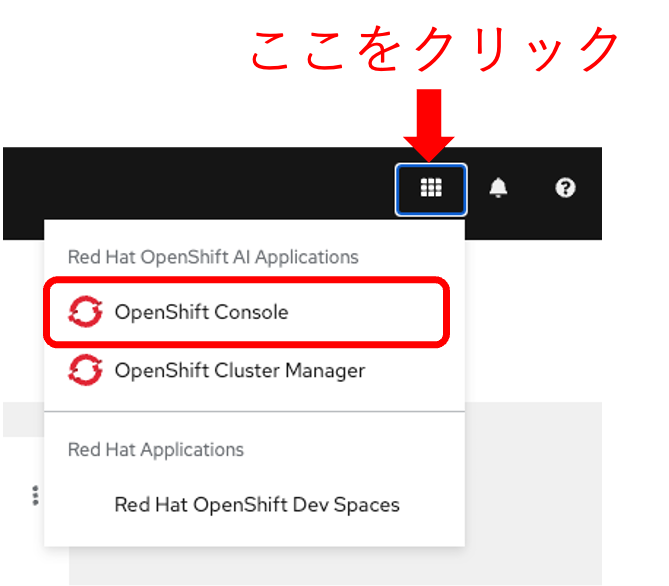 ここをクリック
Red Hat OpenShift AI Applications
OpenShift Console
OpenShift Cluster Manager
Red Hat Applications
Red Hat OpenShift Dev Spaces